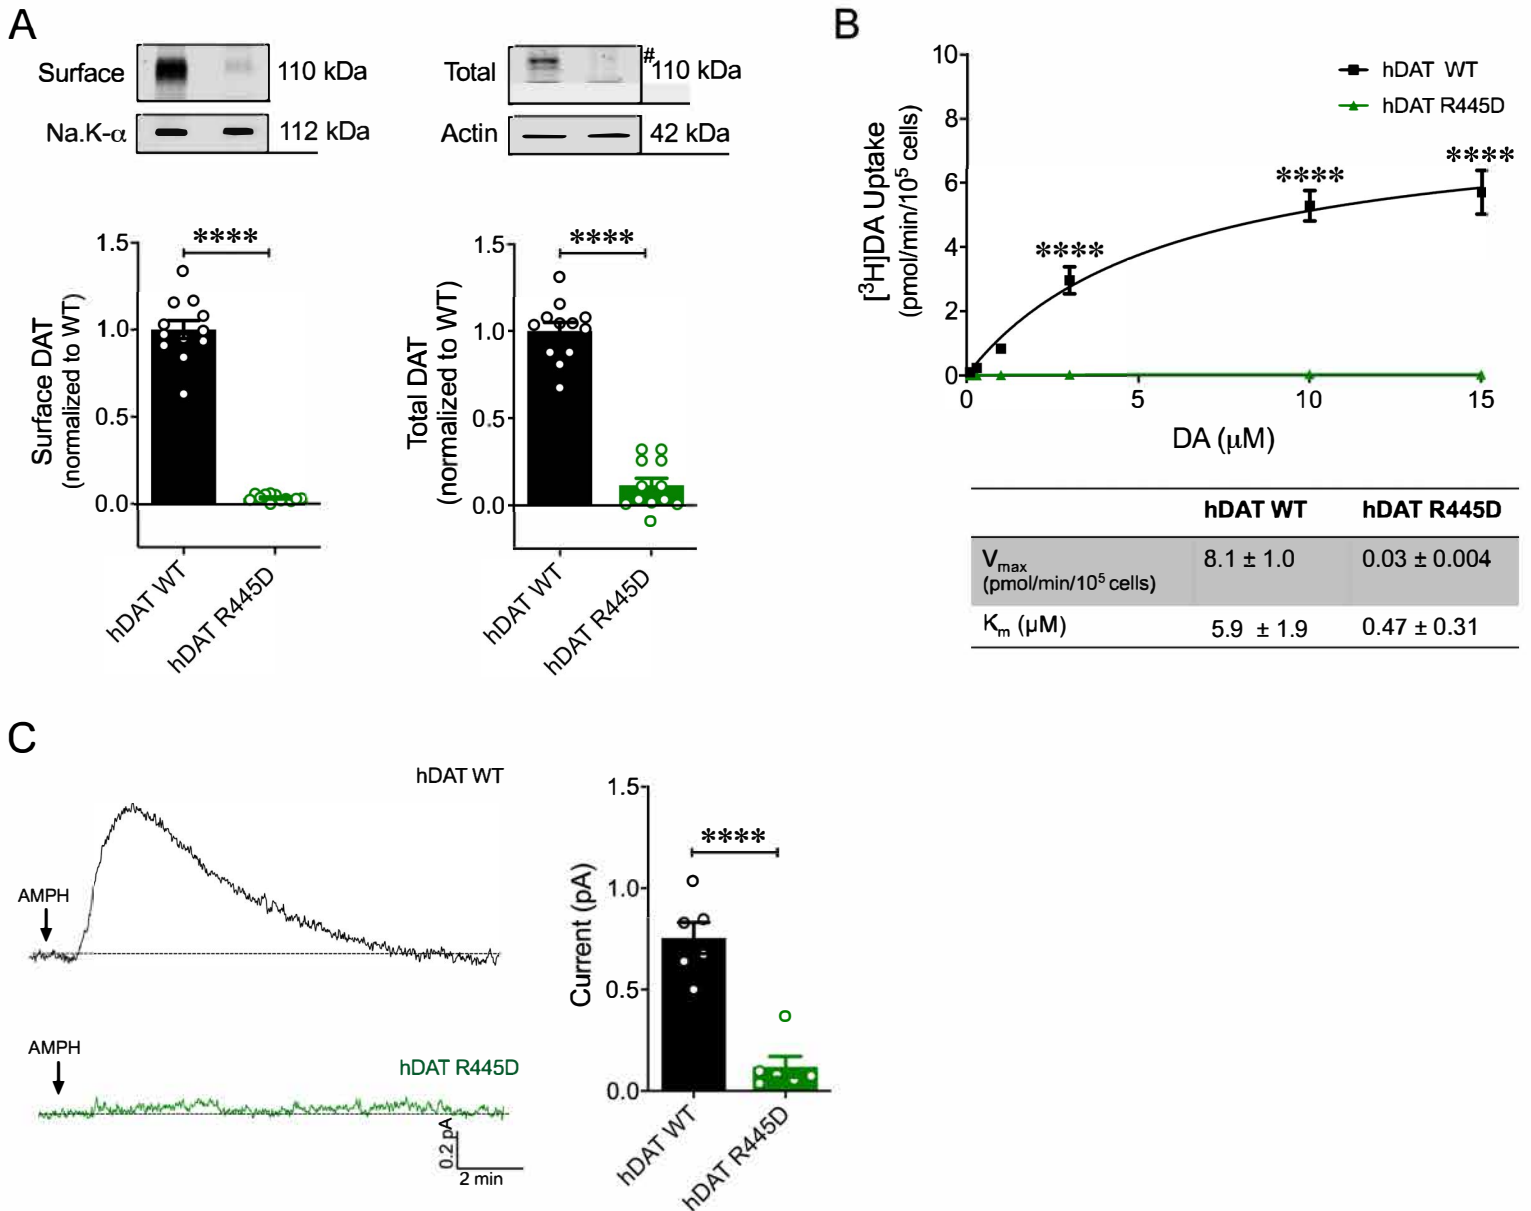 A
Surface
110 kDa
Na.K-α
112 kDa
Total
#
110 kDa
Actin
42 kDa
Surface DAT
(normalized to WT)
1.5
1.0
0.5
0.0
****
hDAT WT
hDAT R445D
Total DAT
(normalized to WT)
1.5
1.0
0.5
0.0
****
hDAT WT
hDAT R445D
B
[³H]DA Uptake
(pmol/min/10⁵ cells)
10
8
6
4
2
0
hDAT WT
hDAT R445D
****
****
****
0
5
10
15
DA (μM)
hDAT WT hDAT R445D
Vmax 8.1 ± 1.0 0.03 ± 0.004
(pmol/min/10⁵ cells)
Km (μM) 5.9 ± 1.9 0.47 ± 0.31
C
hDAT WT
AMPH
AMPH
hDAT R445D
0.2 pA
2 min
Current (pA)
1.5
1.0
0.5
0.0
****
hDAT WT
hDAT R445D